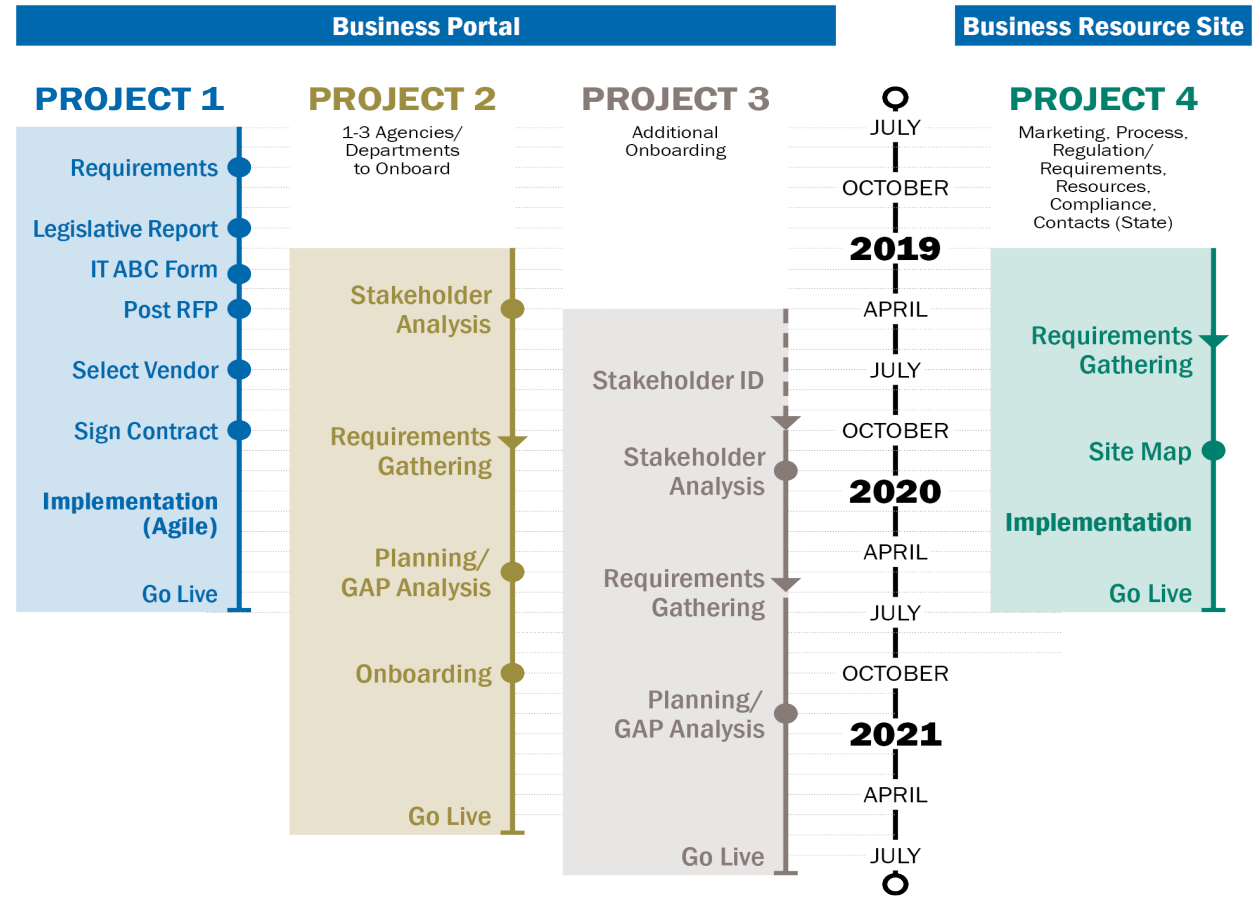 Business Portal
Business Resource Site
PROJECT 1
Requirements
Legislative Report
IT ABC Form
Post RFP
Select Vendor
Sign Contract
Implementation
(Agile)
Go Live
PROJECT 2
1-3 Agencies/
Departments
to Onboard
Stakeholder
Analysis
Requirements
Gathering
Planning/
GAP Analysis
Onboarding
Go Live
PROJECT 3
Additional
Onboarding
Stakeholder ID
Stakeholder
Analysis
Requirements
Gathering
Planning/
GAP Analysis
Go Live
JULY
OCTOBER
2019
APRIL
JULY
OCTOBER
2020
APRIL
JULY
OCTOBER
2021
APRIL
JULY
PROJECT 4
Marketing, Process,
Regulation/
Requirements,
Resources,
Compliance,
Contacts (State)
Requirements
Gathering
Site Map
Implementation
Go Live